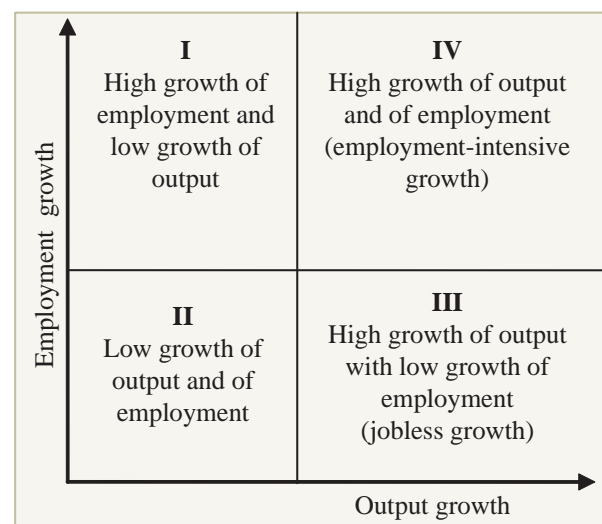 Employment growth
I
High growth of
employment and
low growth of
output
IV
High growth of output
and of employment
(employment-intensive
growth)
II
Low growth of
output and of
employment
III
High growth of output
with low growth of
employment
(jobless growth)
Output growth